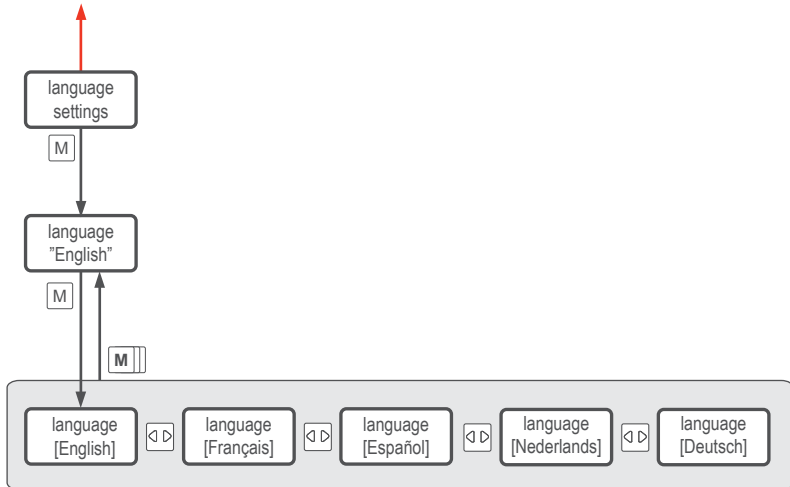 language
settings
M
language
”English”
M
M
language
[English]
language
[Français]
language
[Español]
language
[Nederlands]
language
[Deutsch]